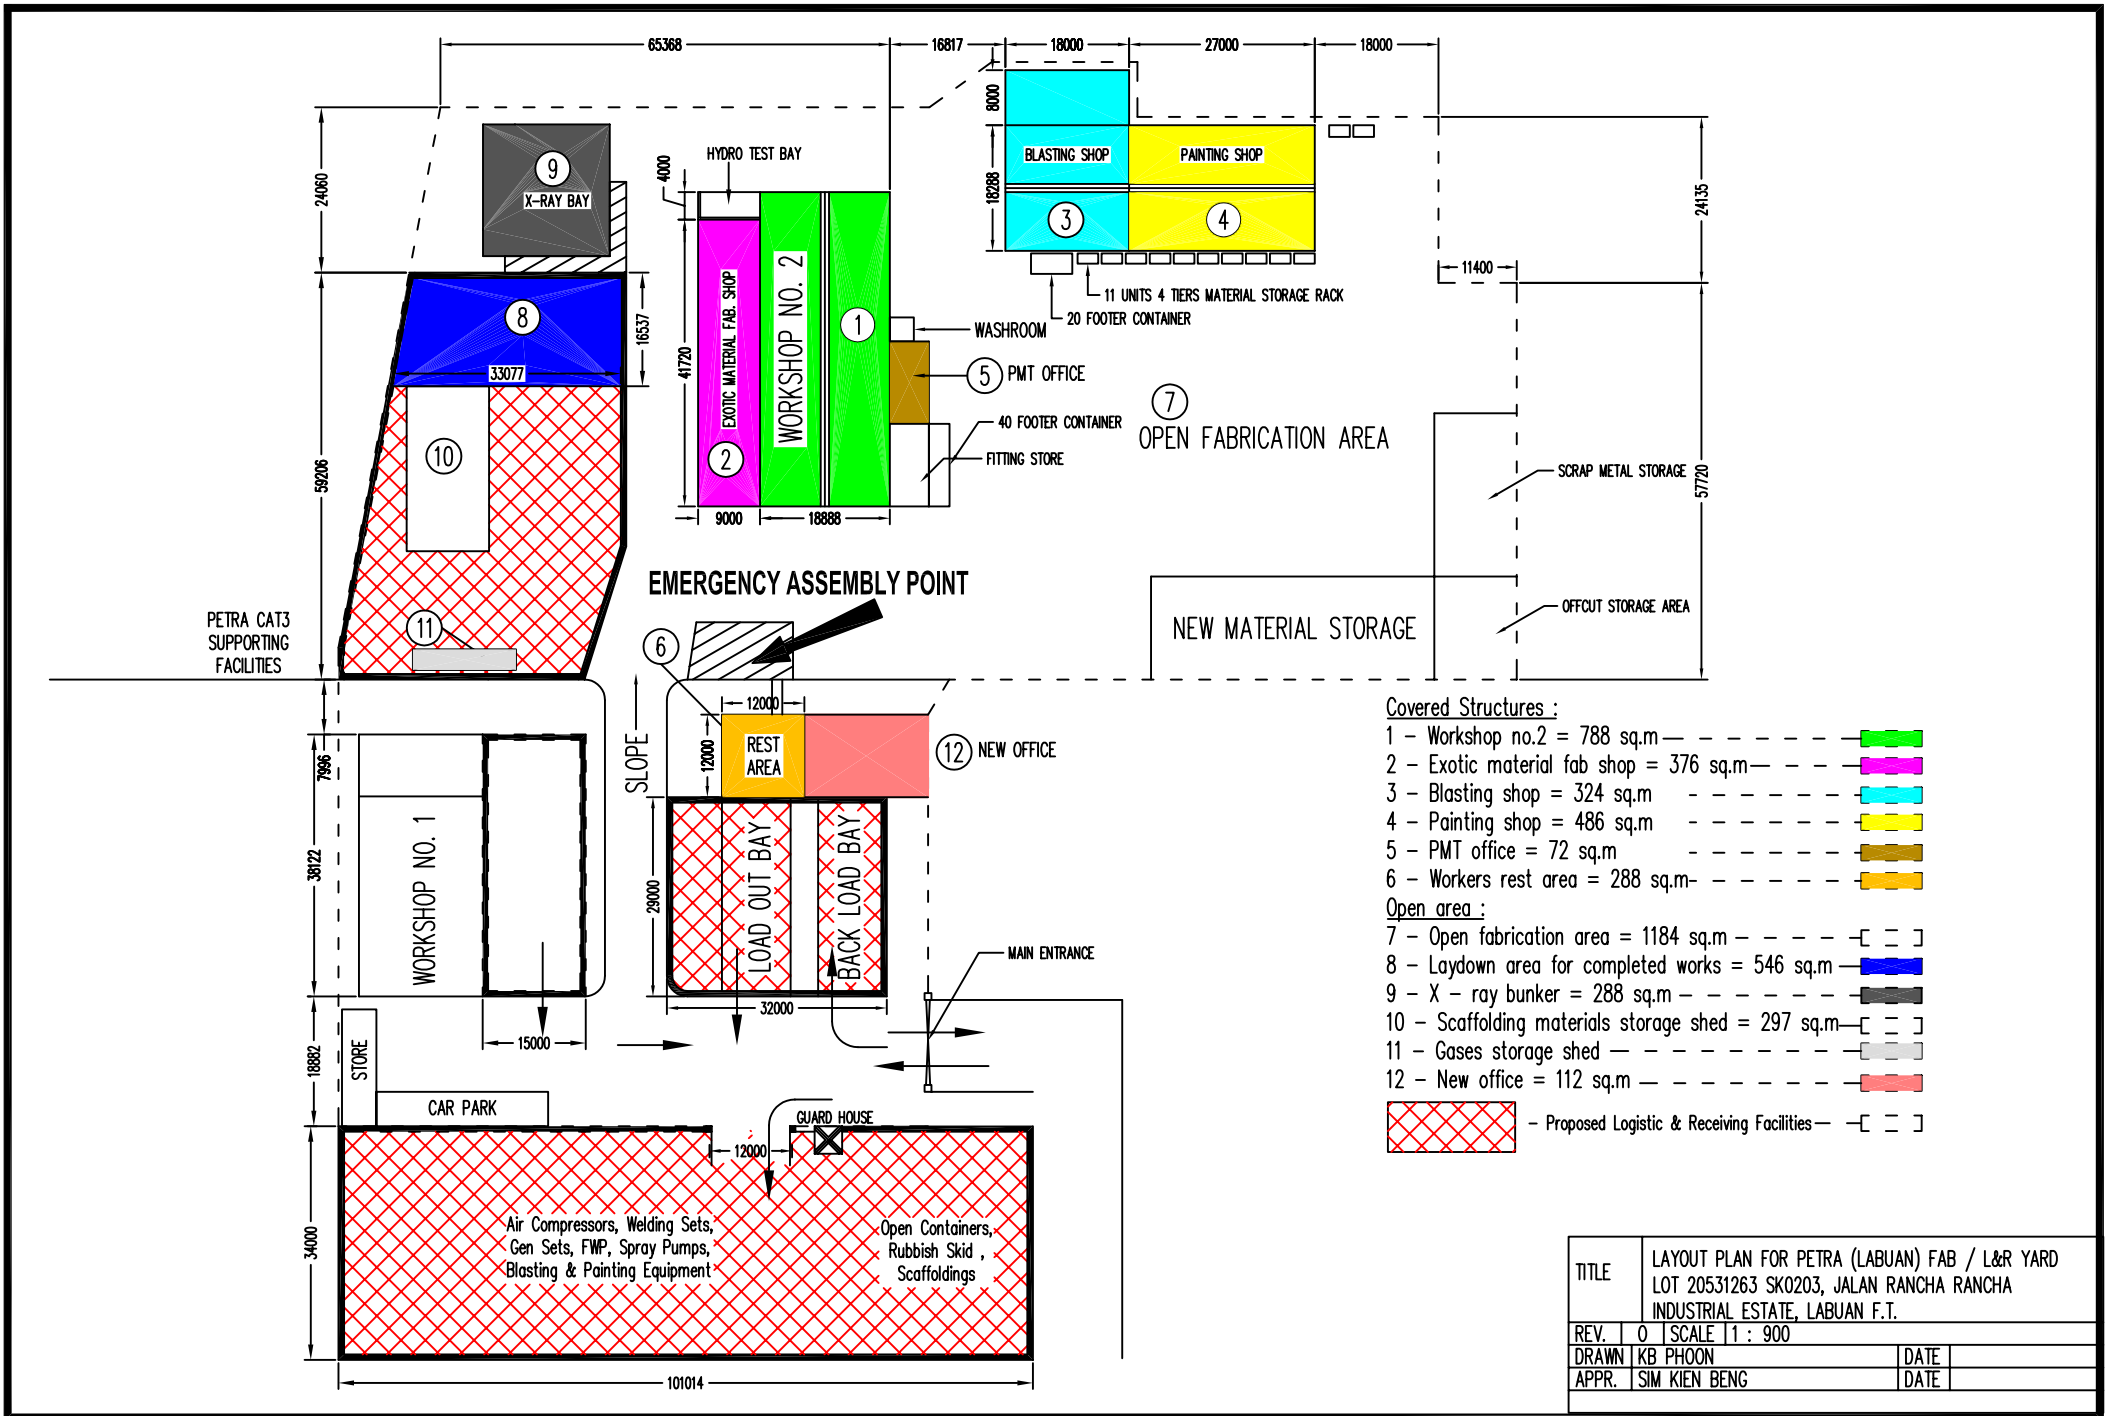 65368
16817
18000
27000
18000
8000
24060
9
X-RAY BAY
HYDRO TEST BAY
4000
BLASTING SHOP
PAINTING SHOP
18288
3
4
24135
11400
11 UNITS 4 TIERS MATERIAL STORAGE RACK
20 FOOTER CONTAINER
8
16537
33077
41720
EXOTIC MATERIAL FAB. SHOP
2
WORKSHOP NO. 2
1
WASHROOM
5
PMT OFFICE
40 FOOTER CONTAINER
FITTING STORE
7
OPEN FABRICATION AREA
SCRAP METAL STORAGE
57720
59206
10
9000
18888
EMERGENCY ASSEMBLY POINT
PETRA CAT3
SUPPORTING
FACILITIES
11
6
NEW MATERIAL STORAGE
OFFCUT STORAGE AREA
SLOPE
12000
12000
REST
AREA
12
NEW OFFICE
7996
38122
WORKSHOP NO. 1
29000
LOAD OUT BAY
BACK LOAD BAY
MAIN ENTRANCE
32000
15000
18882
STORE
CAR PARK
GUARD HOUSE
12000
34000
Air Compressors, Welding Sets,
Gen Sets, FWP, Spray Pumps,
Blasting & Painting Equipment
Open Containers,
Rubbish Skid ,
Scaffoldings
101014
Covered Structures :
1 - Workshop no.2 = 788 sq.m
2 - Exotic material fab shop = 376 sq.m
3 - Blasting shop = 324 sq.m
4 - Painting shop = 486 sq.m
5 - PMT office = 72 sq.m
6 - Workers rest area = 288 sq.m
Open area :
7 - Open fabrication area = 1184 sq.m
8 - Laydown area for completed works = 546 sq.m
9 - X - ray bunker = 288 sq.m
10 - Scaffolding materials storage shed = 297 sq.m
11 - Gases storage shed
12 - New office = 112 sq.m
- Proposed Logistic & Receiving Facilities
TITLE
LAYOUT PLAN FOR PETRA (LABUAN) FAB / L&R YARD
LOT 20531263 SK0203, JALAN RANCHA RANCHA
INDUSTRIAL ESTATE, LABUAN F.T.
REV. 0 SCALE 1 : 900
DRAWN KB PHOON DATE
APPR. SIM KIEN BENG DATE